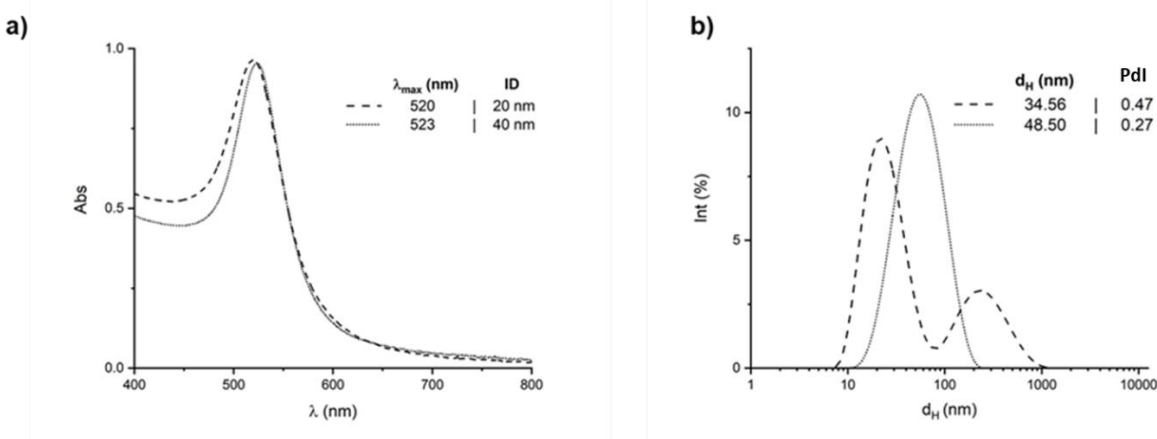 a)
λmax (nm) ID
520 | 20 nm
523 | 40 nm
1.0
0.5
0.0
Abs
400 500 600 700 800
λ (nm)
b)
dH (nm) PdI
34.56 | 0.47
48.50 | 0.27
10
5
0
Int (%)
1 10 100 1000 10000
dH (nm)